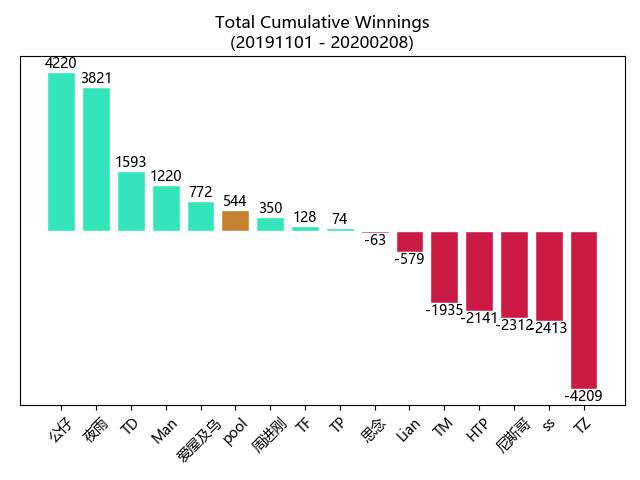 Total Cumulative Winnings
(20191101 - 20200208)
4220
3821
1593
1220
772
544
350
128
74
-63
-579
-1935
-2141
-2312
-2413
-4209
公仔
夜雨
TD
Man
爱屋及乌
pool
周进刚
TF
TP
思念
Lian
TM
HTP
尼斯哥
ss
TZ